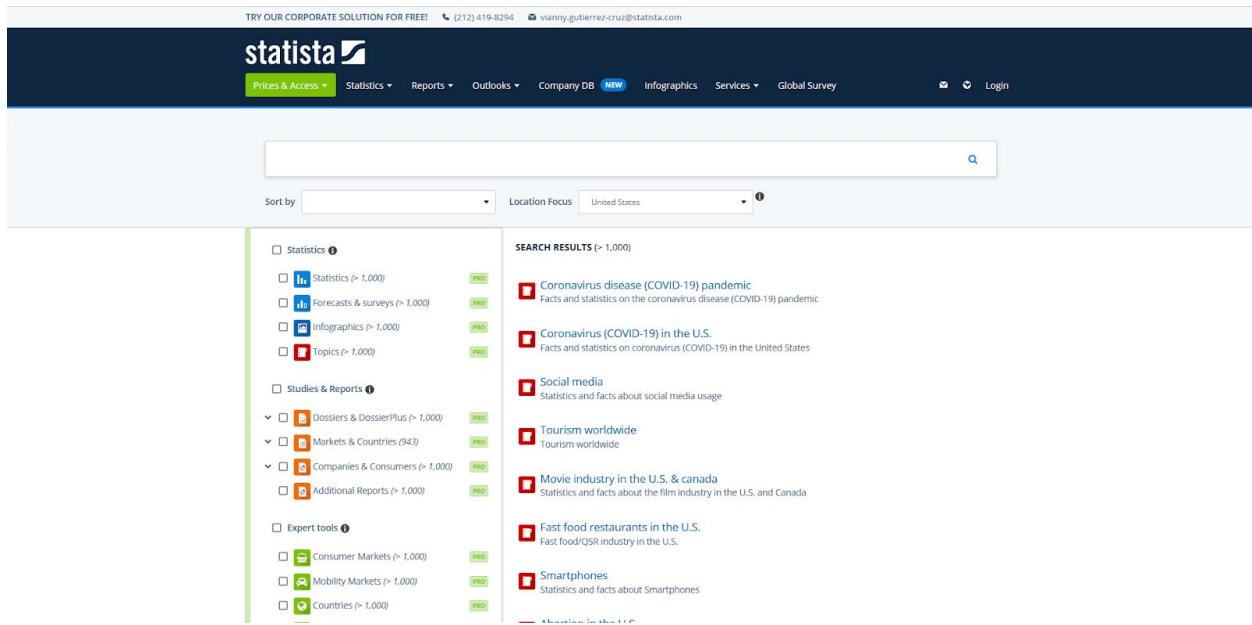 TRY OUR CORPORATE SOLUTION FOR FREE! (212) 419-8294 vianny.gutierrez-cruz@statista.com
statista
Prices & Access Statistics Reports Outlooks Company DB NEW Infographics Services Global Survey Login
Sort by Location Focus United States
Statistics
Statistics (> 1,000) PRO
Forecasts & surveys (> 1,000) PRO
Infographics (> 1,000) PRO
Topics (> 1,000) PRO
Studies & Reports
Dossiers & DossierPlus (> 1,000) PRO
Markets & Countries (943) PRO
Companies & Consumers (> 1,000) PRO
Additional Reports (> 1,000) PRO
Expert tools
Consumer Markets (> 1,000) PRO
Mobility Markets (> 1,000) PRO
Countries (> 1,000) PRO
SEARCH RESULTS (> 1,000)
Coronavirus disease (COVID-19) pandemic
Facts and statistics on the coronavirus disease (COVID-19) pandemic
Coronavirus (COVID-19) in the U.S.
Facts and statistics on coronavirus (COVID-19) in the United States
Social media
Statistics and facts about social media usage
Tourism worldwide
Tourism worldwide
Movie industry in the U.S. & canada
Statistics and facts about the film industry in the U.S. and Canada
Fast food restaurants in the U.S.
Fast food/QSR industry in the U.S.
Smartphones
Statistics and facts about Smartphones
Abortion in the U.S.